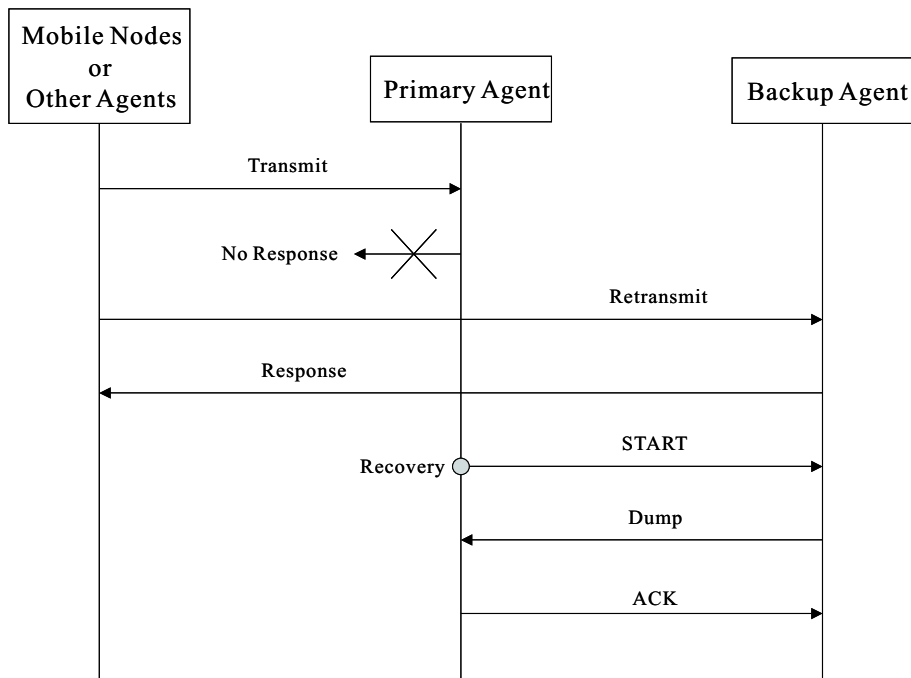 Mobile Nodes
or
Other Agents
Primary Agent
Backup Agent
Transmit
No Response
Retransmit
Response
START
Recovery
Dump
ACK